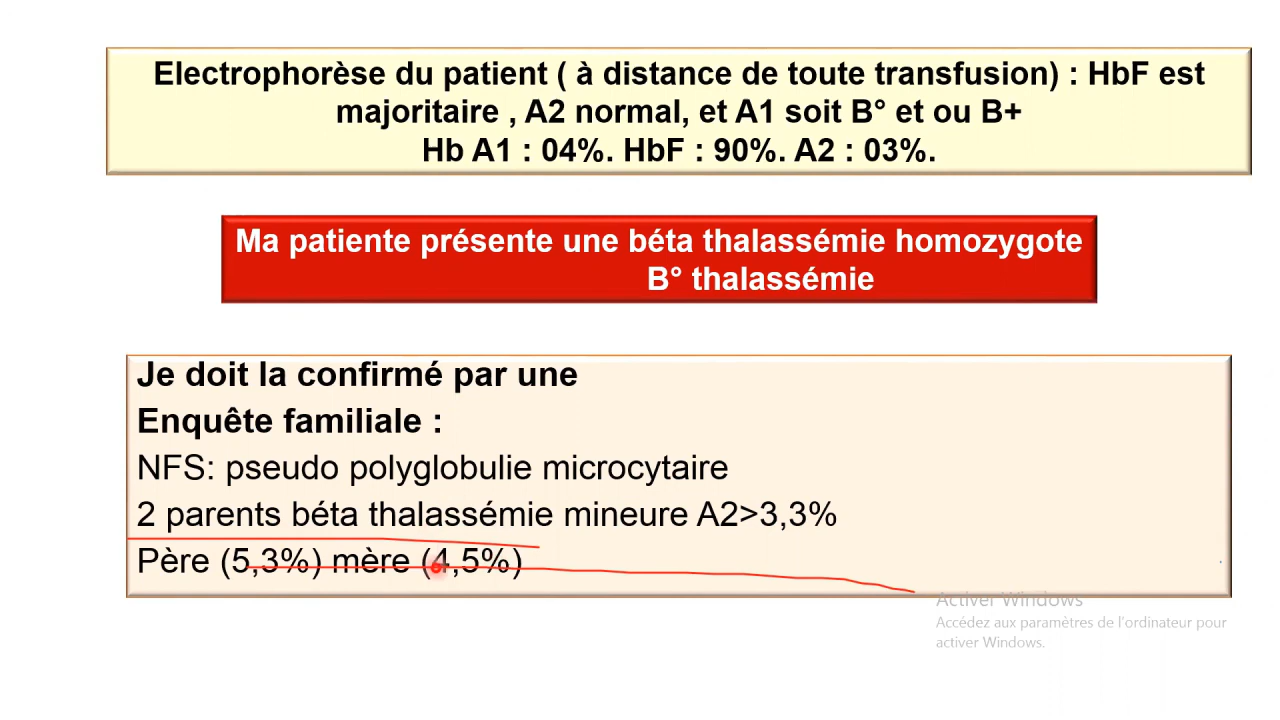 Electrophorèse du patient ( à distance de toute transfusion) : HbF est
majoritaire , A2 normal, et A1 soit B° et ou B+
Hb A1 : 04%. HbF : 90%. A2 : 03%.
Ma patiente présente une béta thalassémie homozygote
B° thalassémie
Je doit la confirmé par une
Enquête familiale :
NFS: pseudo polyglobulie microcytaire
2 parents béta thalassémie mineure A2>3,3%
Père (5,3%) mère (4,5%)
Activer Windows
Accédez aux paramètres de l'ordinateur pour
activer Windows.